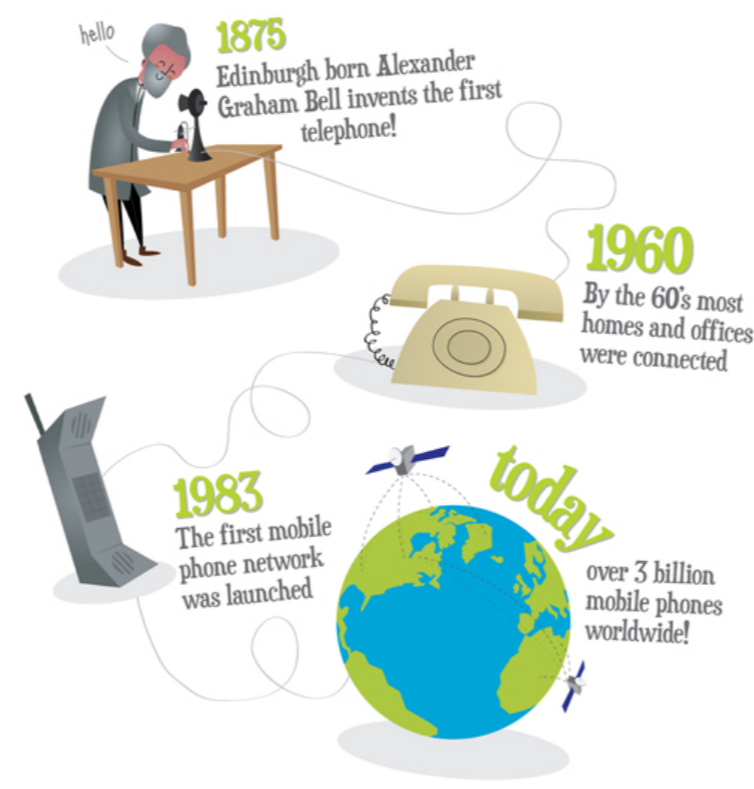 hello
1875
Edinburgh born Alexander
Graham Bell invents the first
telephone!
1960
By the 60's most
homes and offices
were connected
1983
The first mobile
phone network
was launched
today
over 3 billion
mobile phones
worldwide!